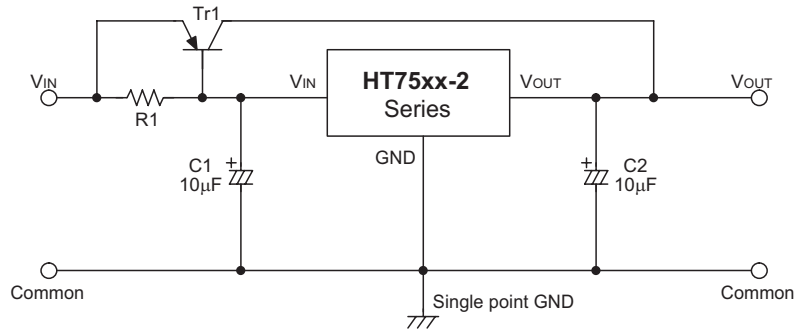 Tr1
VIN
R1
VIN
HT75xx-2
Series
VOUT
VOUT
GND
C1
10μF
+
C2
10μF
+
Common
Single point GND
Common